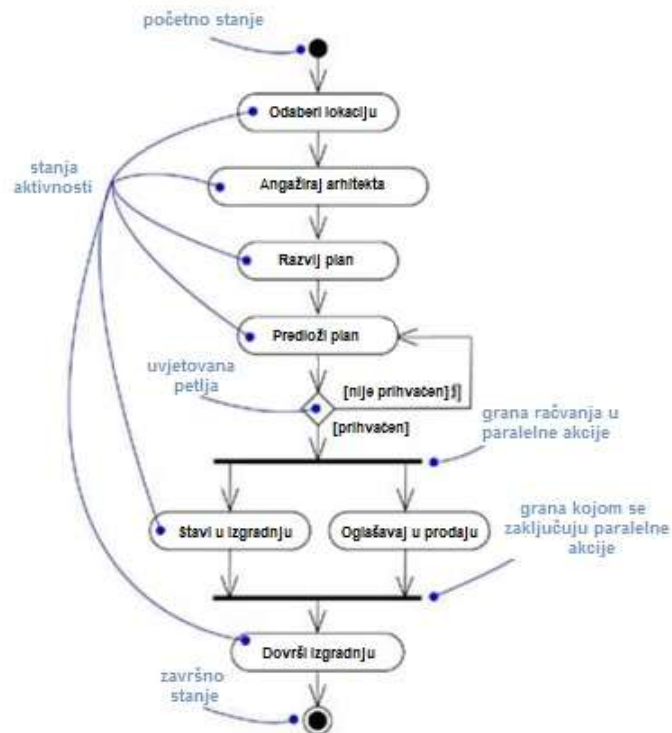 početno stanje
Odaberi lokaciju
stanja
aktivnosti
Angažiraj arhitekta
Razvij plan
Predloži plan
uvjetovana
petlja
[nije prihvaćen]
[prihvaćen]
grana račvanja u
paralelne akcije
Stavi u izgradnju
Oglašavaj u prodaju
grana kojom se
zaključuju paralelne
akcije
Dovrši izgradnju
završno
stanje